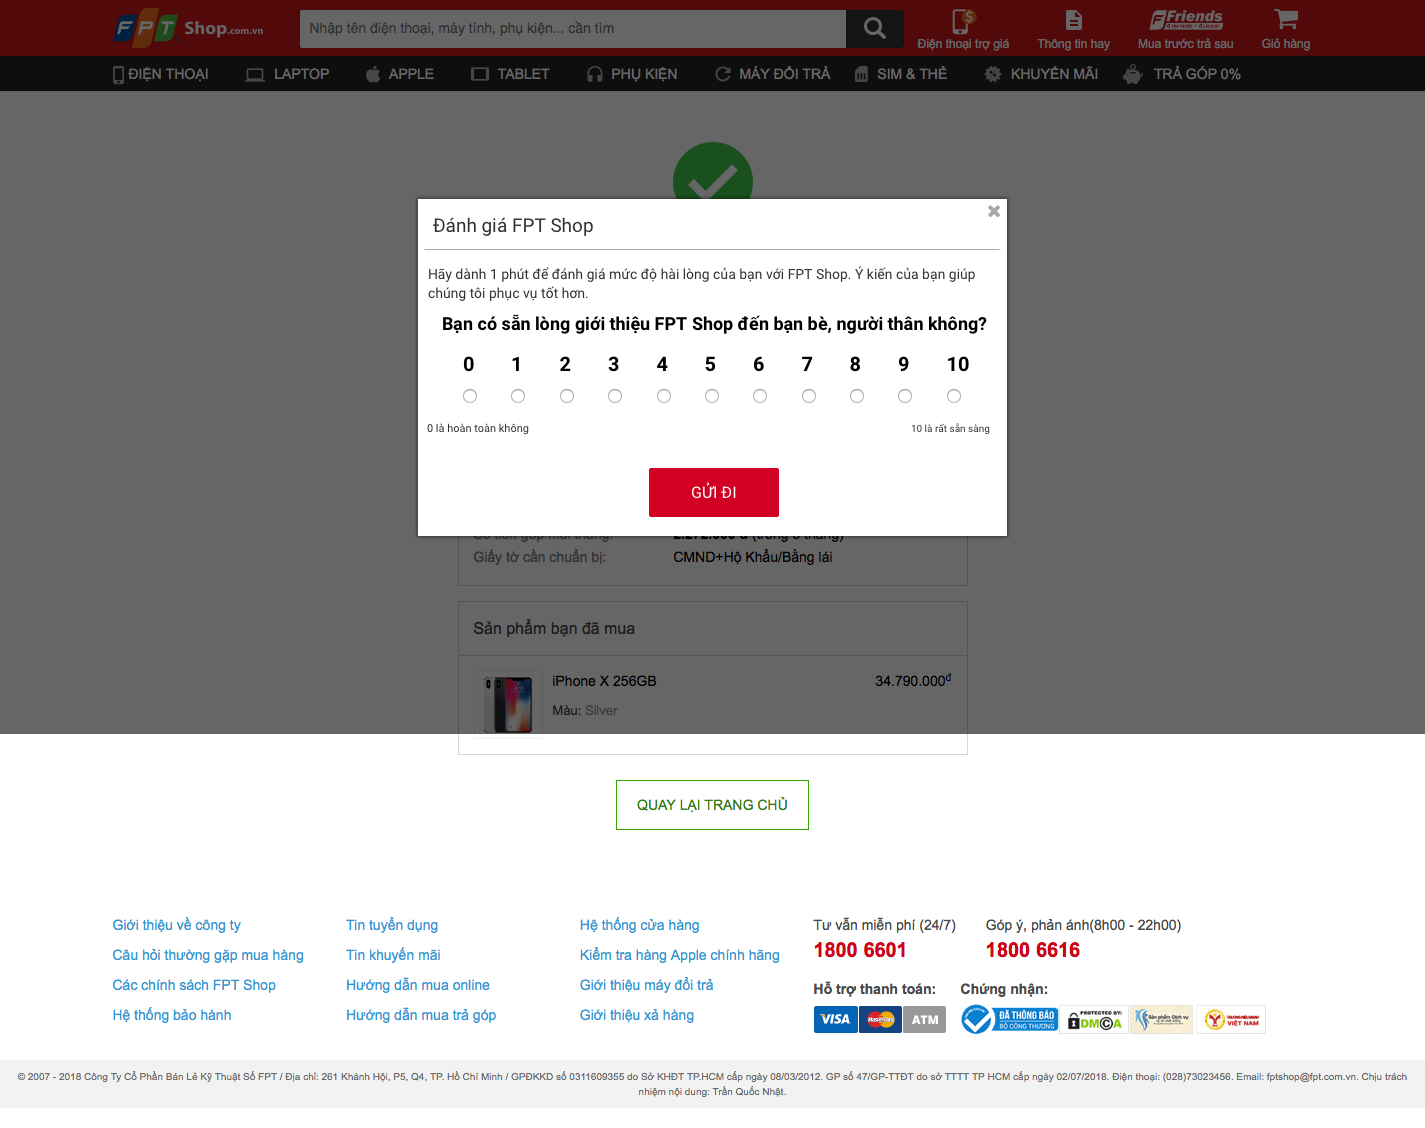 FPT Shop.com.vn
Nhập tên điện thoại, máy tính, phụ kiện... cần tìm
Điện thoại trợ giá
Thông tin hay
Friends
Mua trước trả sau
Giỏ hàng
ĐIỆN THOẠI
LAPTOP
APPLE
TABLET
PHỤ KIỆN
MÁY ĐỔI TRẢ
SIM & THẺ
KHUYẾN MÃI
TRẢ GÓP 0%
Đánh giá FPT Shop
Hãy dành 1 phút để đánh giá mức độ hài lòng của bạn với FPT Shop. Ý kiến của bạn giúp
chúng tôi phục vụ tốt hơn.
Bạn có sẵn lòng giới thiệu FPT Shop đến bạn bè, người thân không?
0 1 2 3 4 5 6 7 8 9 10
0 là hoàn toàn không
10 là rất sẵn sàng
GỬI ĐI
Giấy tờ cần chuẩn bị: CMND+Hộ Khẩu/Bằng lái
Sản phẩm bạn đã mua
iPhone X 256GB 34.790.000đ
Màu: Silver
QUAY LẠI TRANG CHỦ
Giới thiệu về công ty
Câu hỏi thường gặp mua hàng
Các chính sách FPT Shop
Hệ thống bảo hành
Tin tuyển dụng
Tin khuyến mãi
Hướng dẫn mua online
Hướng dẫn mua trả góp
Hệ thống cửa hàng
Kiểm tra hàng Apple chính hãng
Giới thiệu máy đổi trả
Giới thiệu xả hàng
Tư vấn miễn phí (24/7)
1800 6601
Góp ý, phản ánh(8h00 - 22h00)
1800 6616
Hỗ trợ thanh toán:
VISA MasterCard ATM
Chứng nhận:
ĐÃ THÔNG BÁO
BỘ CÔNG THƯƠNG
PROTECTED BY:
DMCA
Sản phẩm Dịch vụ
THƯƠNG HIỆU MẠNH
VIỆT NAM
© 2007 - 2018 Công Ty Cổ Phần Bán Lẻ Kỹ Thuật Số FPT / Địa chỉ: 261 Khánh Hội, P5, Q4, TP. Hồ Chí Minh / GPĐKKD số 0311609355 do Sở KHĐT TP.HCM cấp ngày 08/03/2012. GP số 47/GP-TTĐT do sở TTTT TP HCM cấp ngày 02/07/2018. Điện thoại: (028)73023456. Email: fptshop@fpt.com.vn. Chịu trách
nhiệm nội dung: Trần Quốc Nhật.